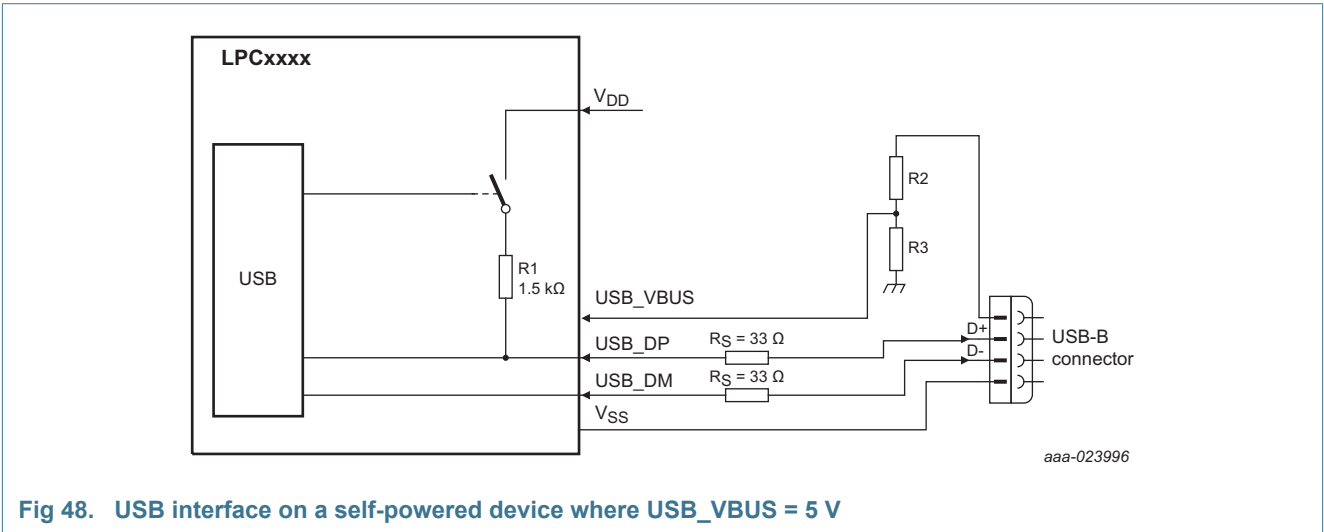 LPCxxxx
VDD
R2
R3
USB
R1
1.5 kΩ
USB_VBUS
USB_DP
RS = 33 Ω
D+
USB-B
connector
D-
USB_DM
RS = 33 Ω
VSS
aaa-023996
Fig 48. USB interface on a self-powered device where USB_VBUS = 5 V